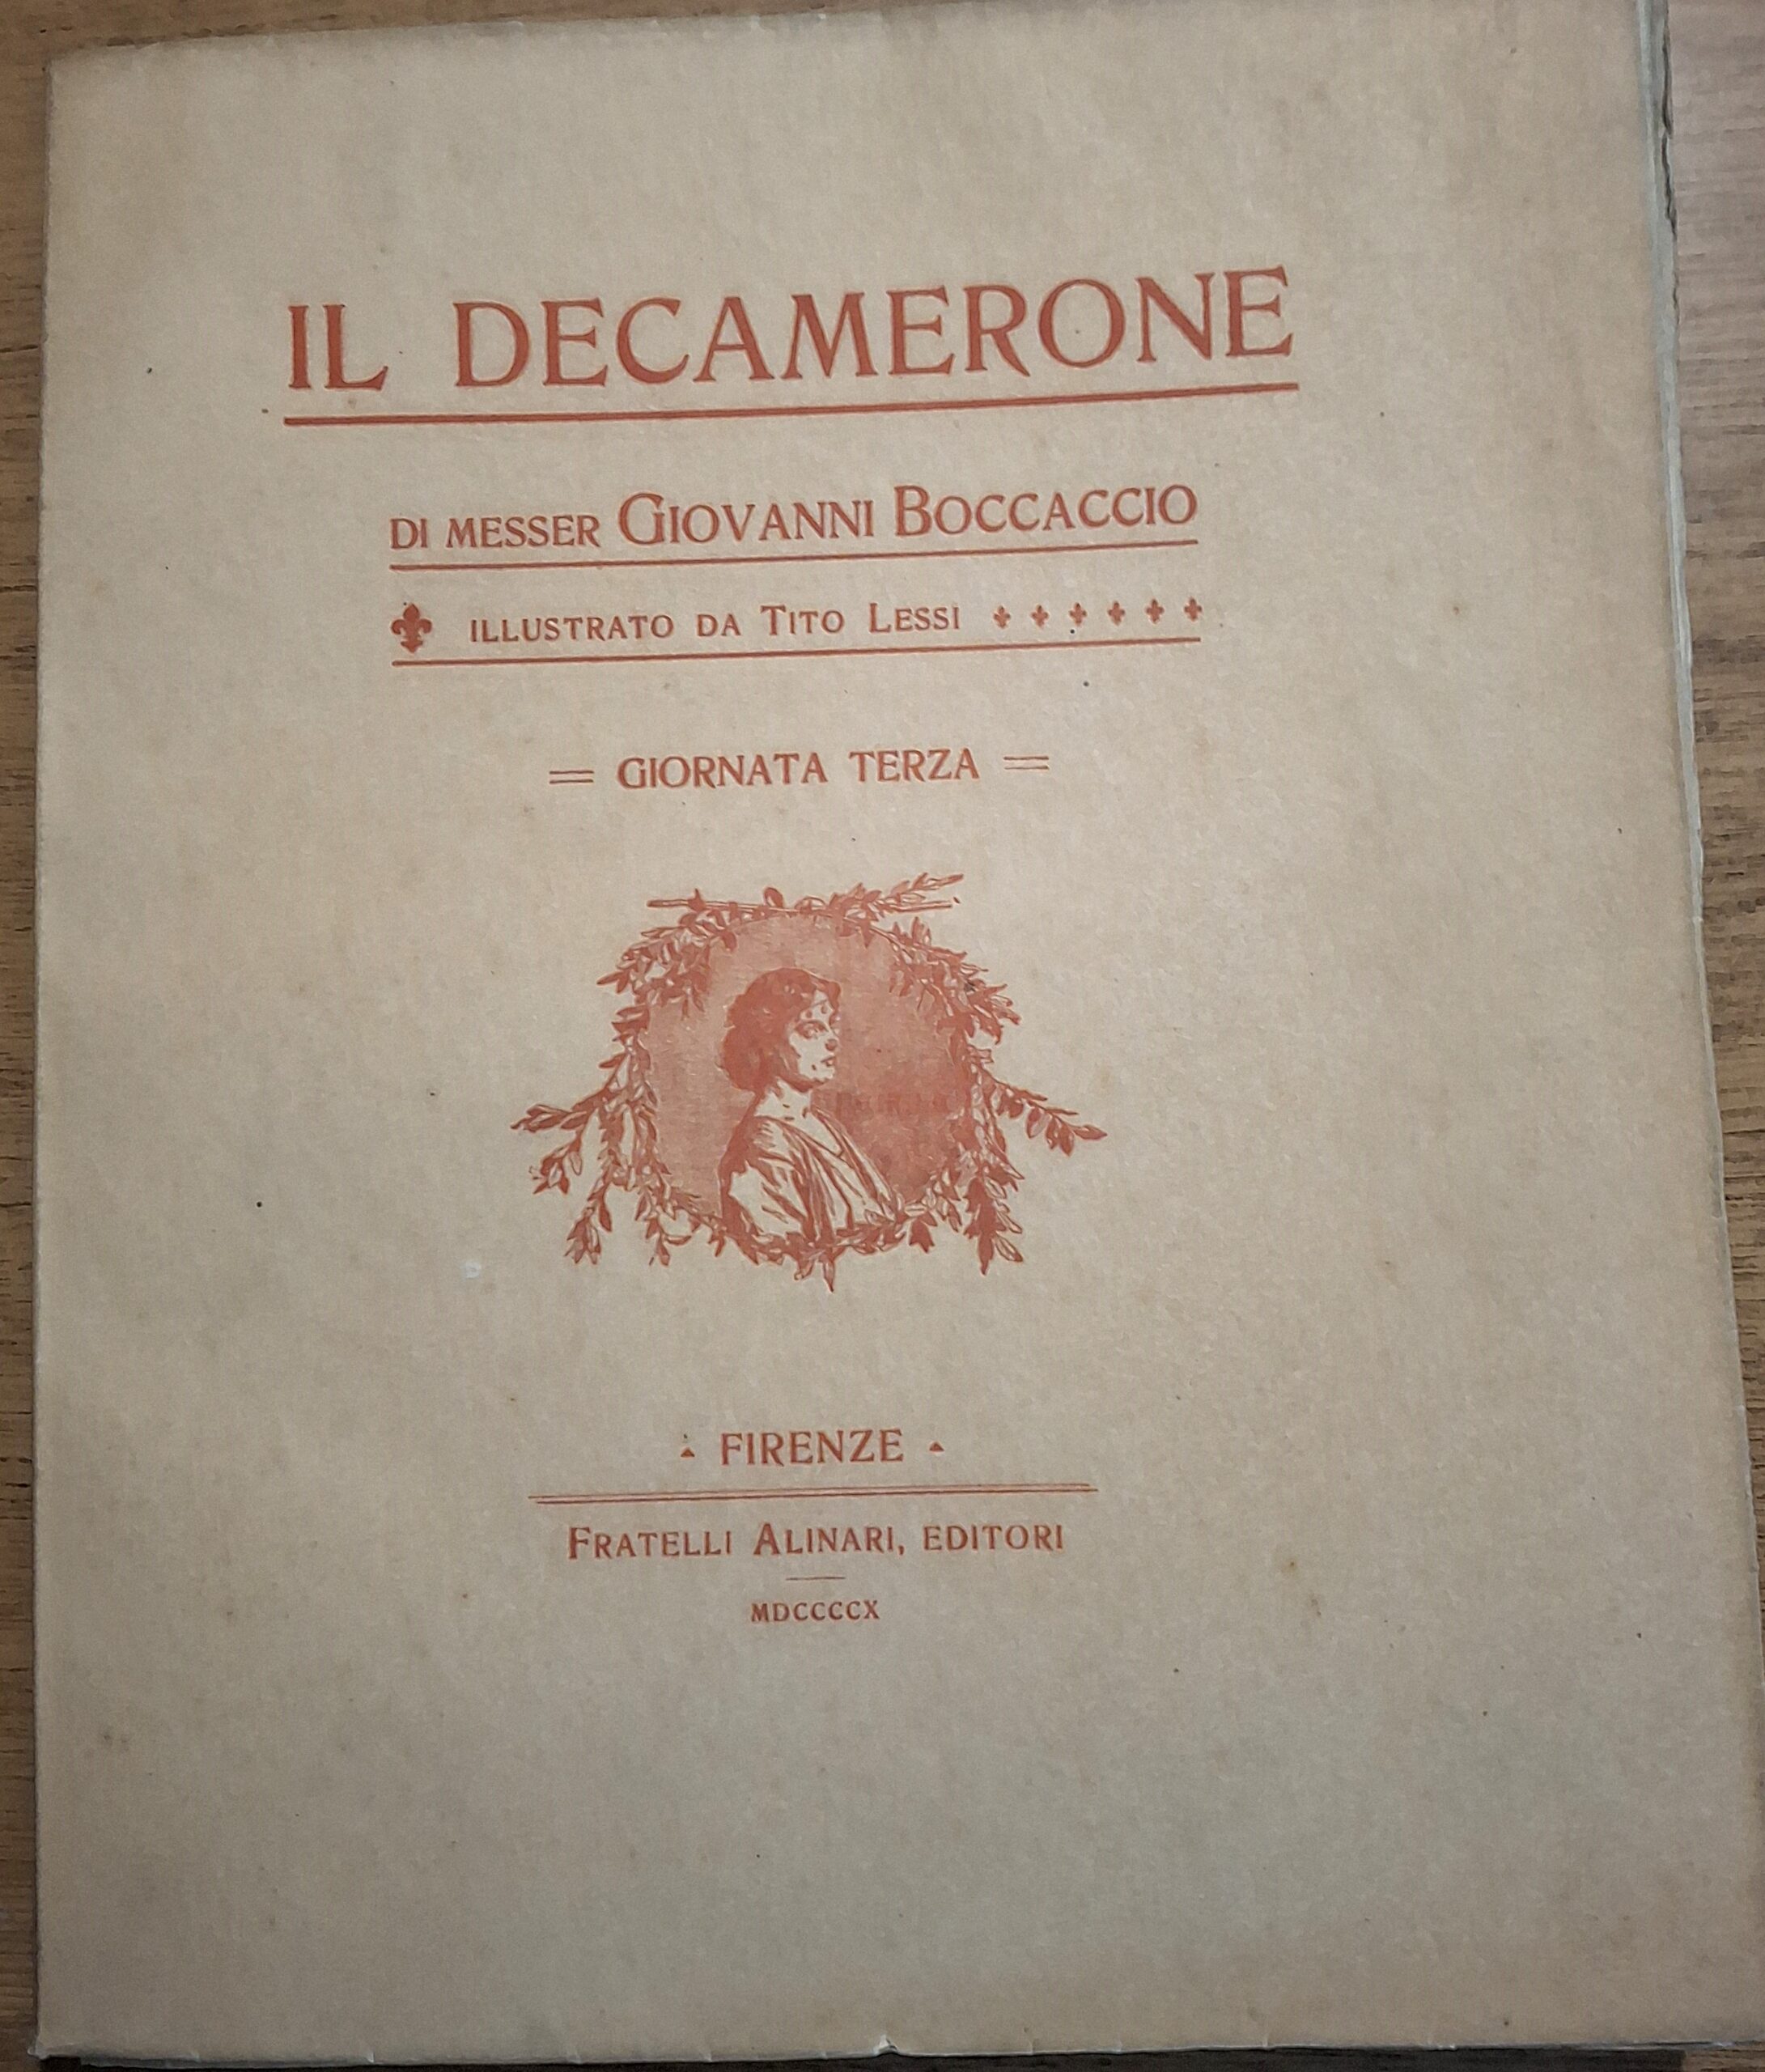 IL DECAMERONE
DI MESSER GIOVANNI BOCCACCIO
ILLUSTRATO DA TITO LESSI
= GIORNATA TERZA =
FIRENZE
FRATELLI ALINARI, EDITORI
MDCCCCX